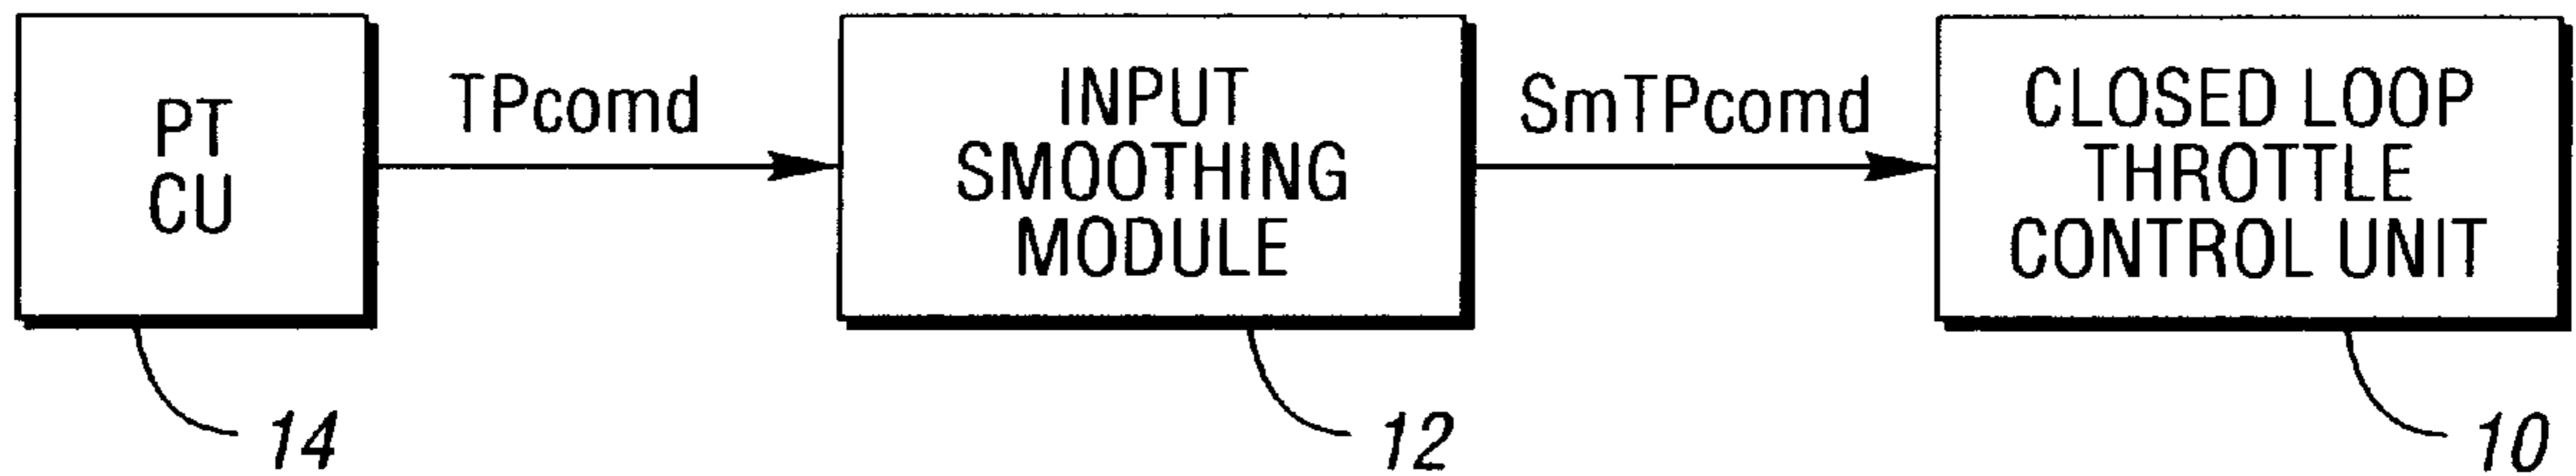 PT
CU
TPcomd
INPUT
SMOOTHING
MODULE
SmTPcomd
CLOSED LOOP
THROTTLE
CONTROL UNIT
14
12
10